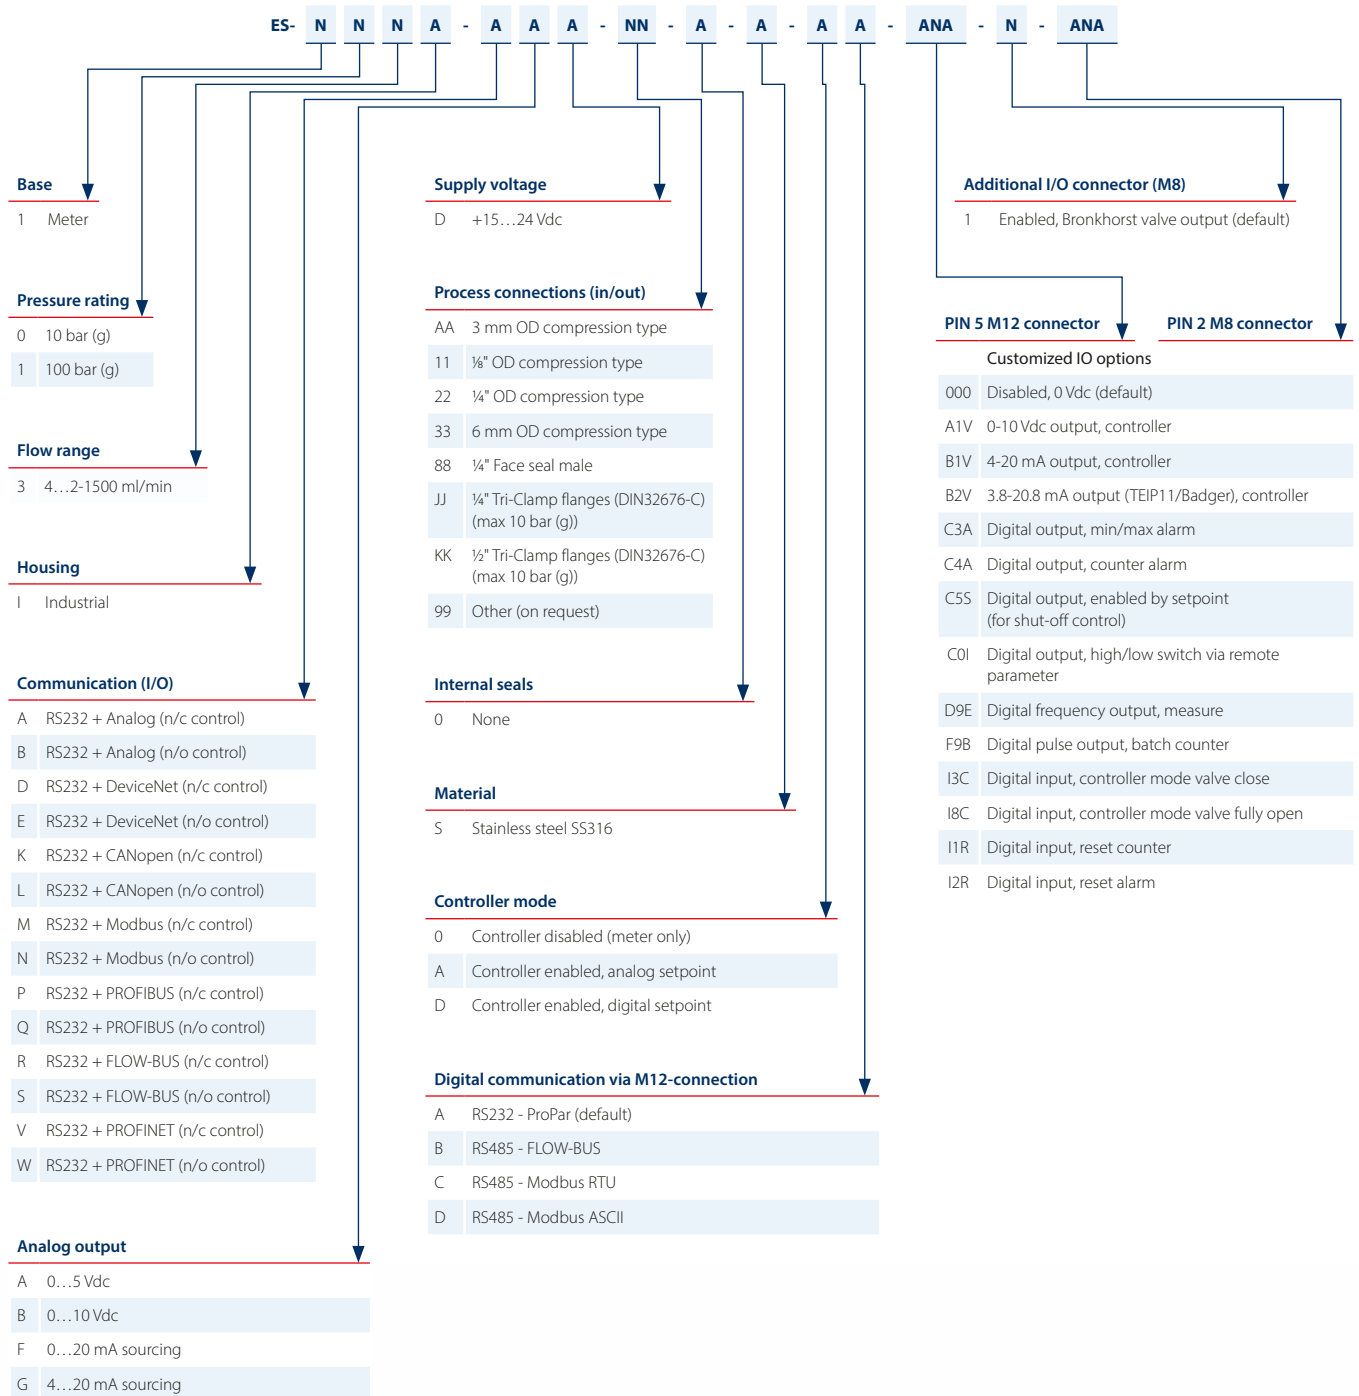 ES- N N N A - A A A - NN - A - A - A A - ANA - N - ANA
Base
1 Meter
Pressure rating
0 10 bar (g)
1 100 bar (g)
Flow range
3 4…2-1500 ml/min
Housing
I Industrial
Communication (I/O)
A RS232 + Analog (n/c control)
B RS232 + Analog (n/o control)
D RS232 + DeviceNet (n/c control)
E RS232 + DeviceNet (n/o control)
K RS232 + CANopen (n/c control)
L RS232 + CANopen (n/o control)
M RS232 + Modbus (n/c control)
N RS232 + Modbus (n/o control)
P RS232 + PROFIBUS (n/c control)
Q RS232 + PROFIBUS (n/o control)
R RS232 + FLOW-BUS (n/c control)
S RS232 + FLOW-BUS (n/o control)
V RS232 + PROFINET (n/c control)
W RS232 + PROFINET (n/o control)
Analog output
A 0…5 Vdc
B 0…10 Vdc
F 0…20 mA sourcing
G 4…20 mA sourcing
Supply voltage
D +15…24 Vdc
Process connections (in/out)
AA 3 mm OD compression type
11 ⅛" OD compression type
22 ¼" OD compression type
33 6 mm OD compression type
88 ¼" Face seal male
JJ ¼" Tri-Clamp flanges (DIN32676-C)
(max 10 bar (g))
KK ½" Tri-Clamp flanges (DIN32676-C)
(max 10 bar (g))
99 Other (on request)
Internal seals
0 None
Material
S Stainless steel SS316
Controller mode
0 Controller disabled (meter only)
A Controller enabled, analog setpoint
D Controller enabled, digital setpoint
Digital communication via M12-connection
A RS232 - ProPar (default)
B RS485 - FLOW-BUS
C RS485 - Modbus RTU
D RS485 - Modbus ASCII
Additional I/O connector (M8)
1 Enabled, Bronkhorst valve output (default)
PIN 5 M12 connector PIN 2 M8 connector
Customized IO options
000 Disabled, 0 Vdc (default)
A1V 0-10 Vdc output, controller
B1V 4-20 mA output, controller
B2V 3.8-20.8 mA output (TEIP11/Badger), controller
C3A Digital output, min/max alarm
C4A Digital output, counter alarm
C5S Digital output, enabled by setpoint
(for shut-off control)
C0I Digital output, high/low switch via remote
parameter
D9E Digital frequency output, measure
F9B Digital pulse output, batch counter
I3C Digital input, controller mode valve close
I8C Digital input, controller mode valve fully open
I1R Digital input, reset counter
I2R Digital input, reset alarm